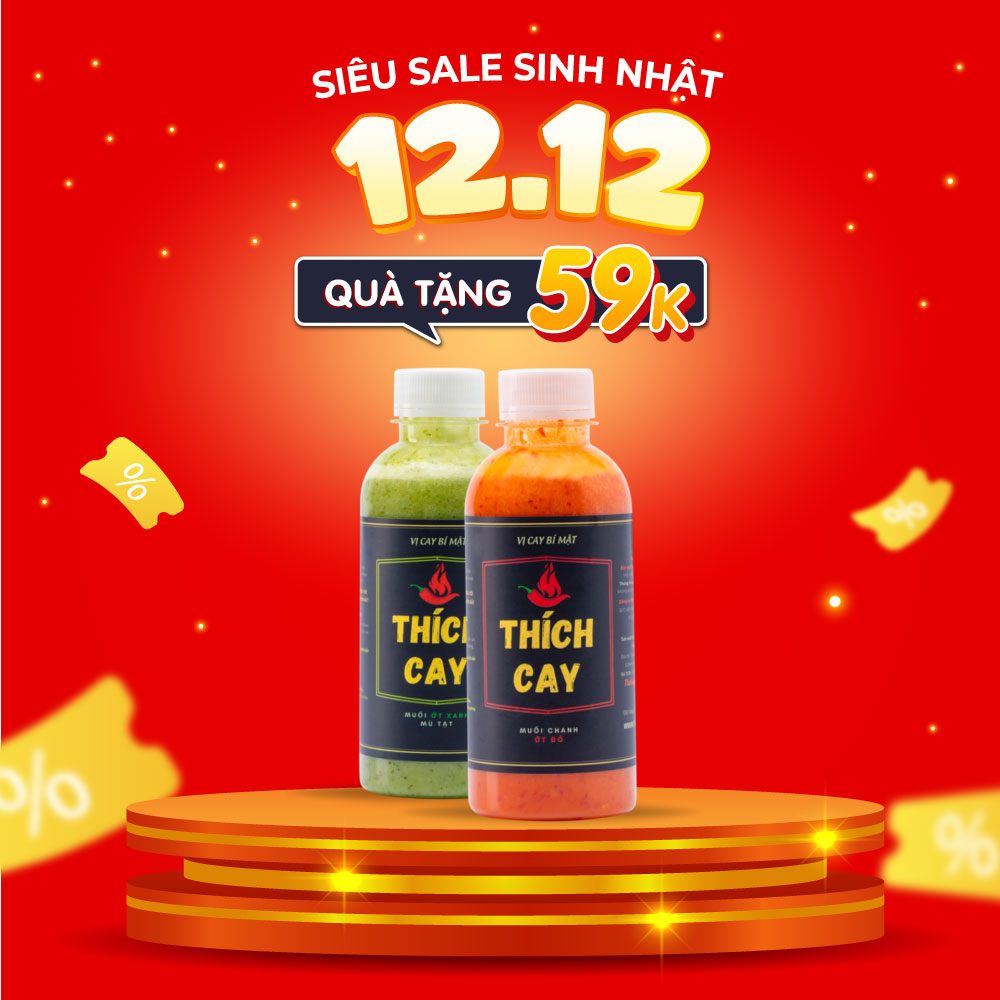 SIÊU SALE SINH NHẬT
12.12
QUÀ TẶNG 59K
%
%
VỊ CAY BÍ MẬT
THÍCH
CAY
MUỐI ỚT XANH
MÙ TẠT
VỊ CAY BÍ MẬT
THÍCH
CAY
MUỐI CHANH
ỚT ĐỎ
%
%